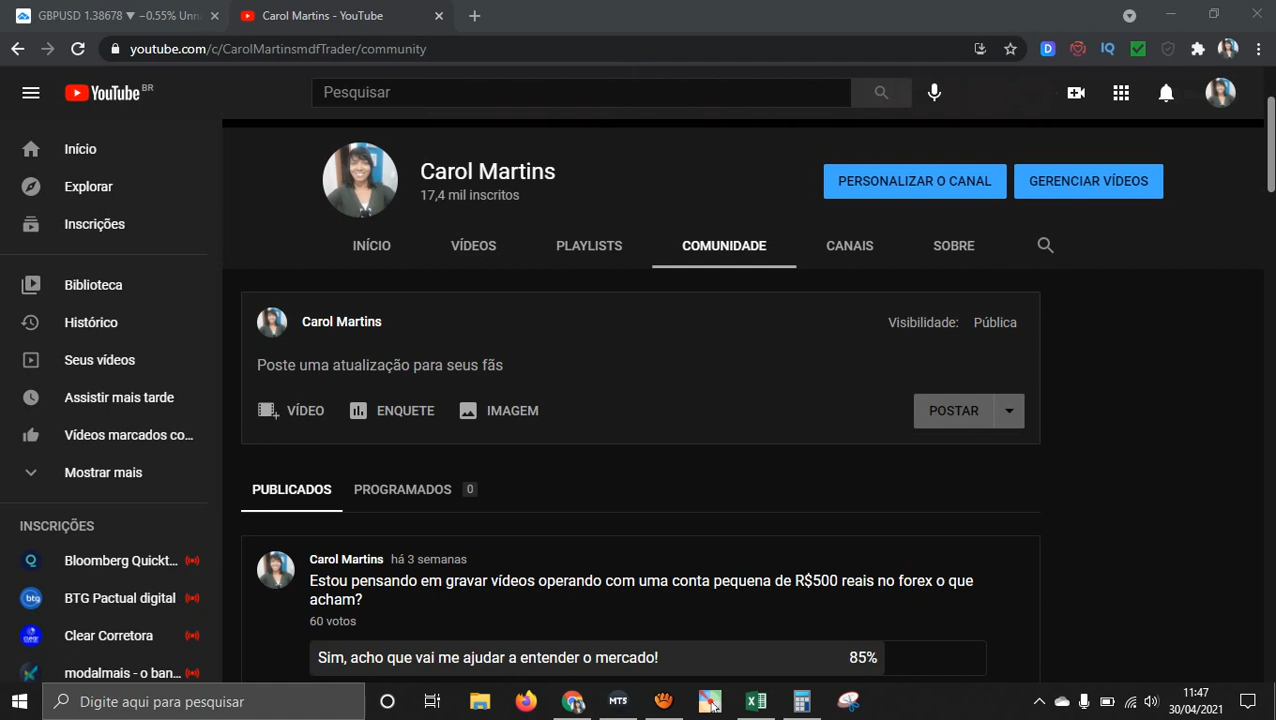 GBPUSD 1.38678 ▼ −0.55% Unn
Carol Martins - YouTube
youtube.com/c/CarolMartinsmdfTrader/community
YouTube BR
Pesquisar
Início
Explorar
Inscrições
Biblioteca
Histórico
Seus vídeos
Assistir mais tarde
Vídeos marcados co...
Mostrar mais
INSCRIÇÕES
Bloomberg Quickt...
BTG Pactual digital
Clear Corretora
modalmais - o ban...
Carol Martins
17,4 mil inscritos
PERSONALIZAR O CANAL
GERENCIAR VÍDEOS
INÍCIO VÍDEOS PLAYLISTS COMUNIDADE CANAIS SOBRE
Carol Martins
Visibilidade: Pública
Poste uma atualização para seus fãs
VÍDEO ENQUETE IMAGEM
POSTAR
PUBLICADOS PROGRAMADOS 0
Carol Martins há 3 semanas
Estou pensando em gravar vídeos operando com uma conta pequena de R$500 reais no forex o que
acham?
60 votos
Sim, acho que vai me ajudar a entender o mercado! 85%
Digite aqui para pesquisar
11:47
30/04/2021